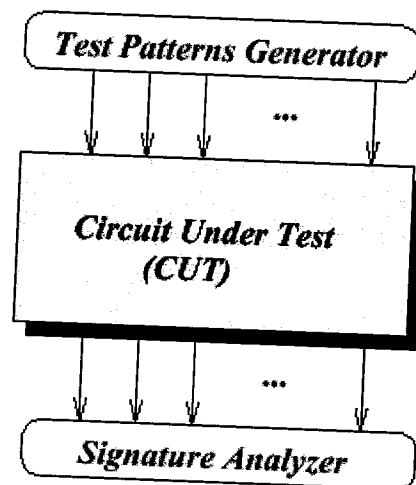 Test Patterns Generator
...
Circuit Under Test
(CUT)
...
Signature Analyzer